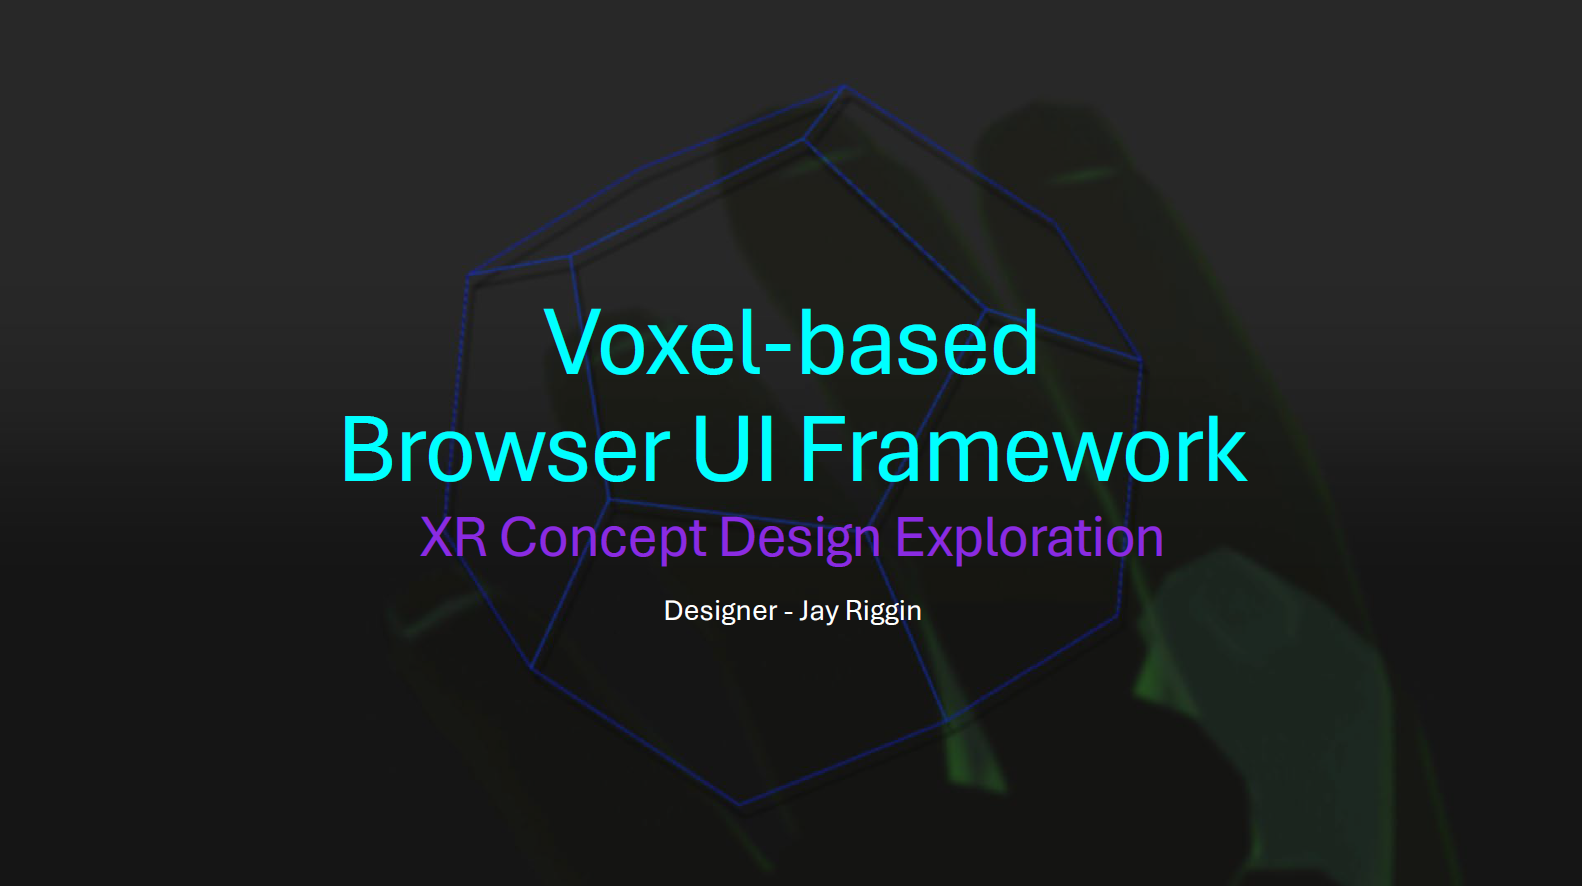 Voxel-based
Browser UI Framework
XR Concept Design Exploration
Designer - Jay Riggin